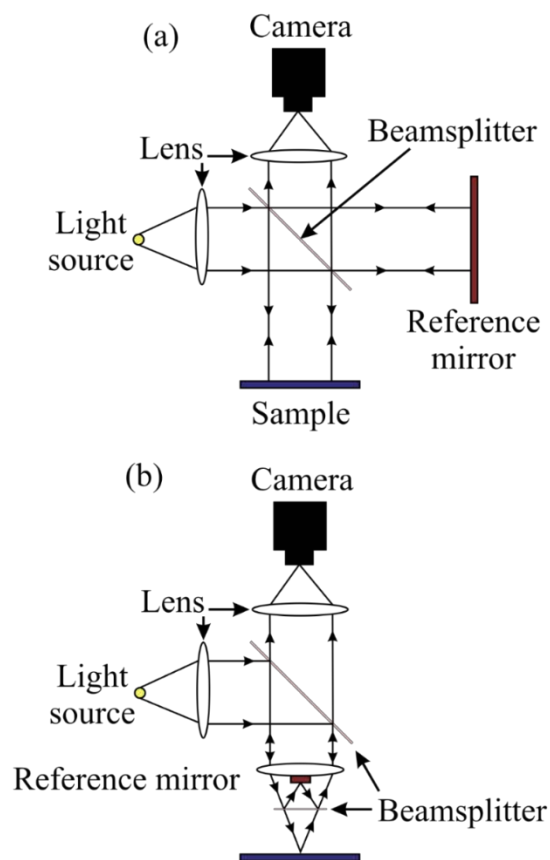 (a)
Camera
Beamsplitter
Lens
Light
source
Reference
mirror
Sample
(b)
Camera
Lens
Light
source
Reference mirror
Beamsplitter